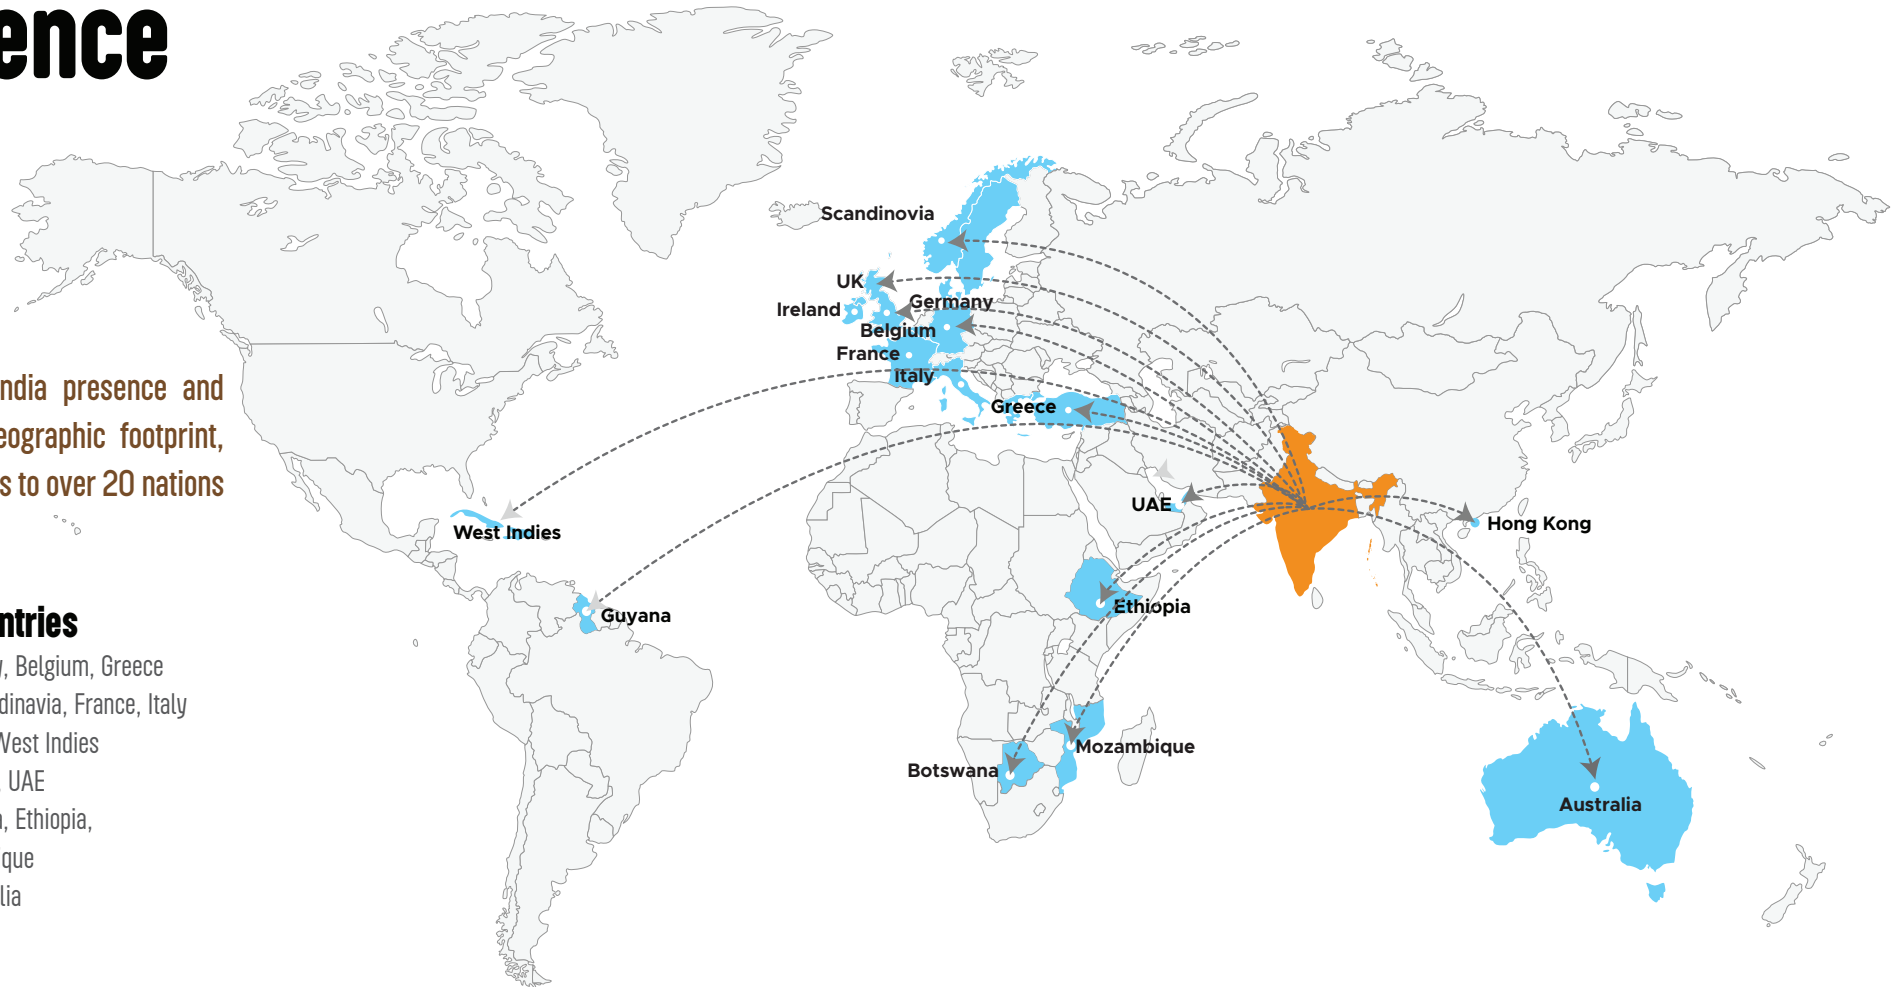 ence
ndia presence and
eographic footprint,
s to over 20 nations
ntries
, Belgium, Greece
dinavia, France, Italy
West Indies
, UAE
, Ethiopia,
que
lia
Scandinovia
UK
Germany
Ireland
Belgium
France
Italy
Greece
UAE
Hong Kong
West Indies
Guyana
Ethiopia
Mozambique
Botswana
Australia